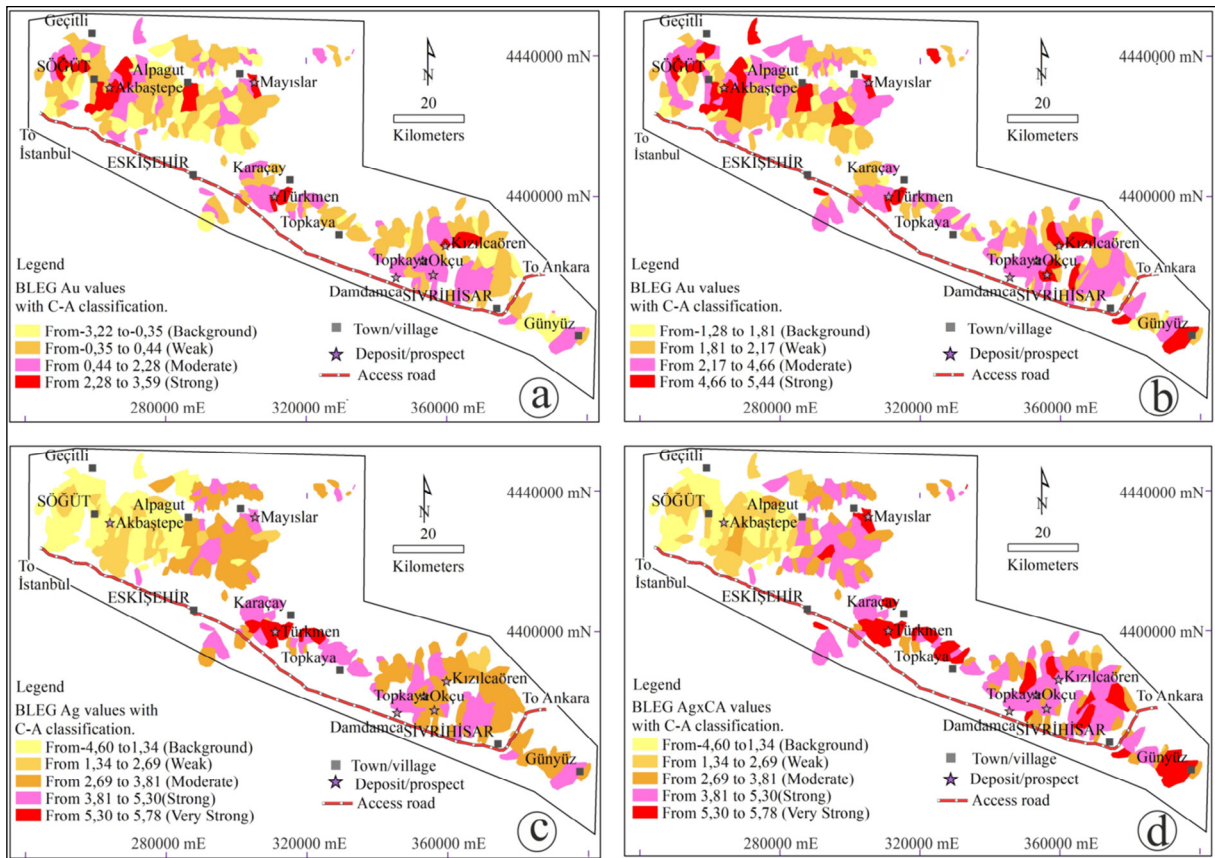 Geçitli
4440000 mN
SÖĞÜT
Alpagut
Akbaştepe
Mayıslar
N
20
Kilometers
To
İstanbul
ESKİŞEHİR
Karaçay
4400000 mN
Türkmen
Topkaya
Kızılcaören
Topkaya
Okçu
To Ankara
Damdamca
SİVRİHİSAR
Günyüz
Legend
BLEG Au values
with C-A classification.
From-3,22 to-0,35 (Background)
From-0,35 to 0,44 (Weak)
From 0,44 to 2,28 (Moderate)
From 2,28 to 3,59 (Strong)
Town/village
Deposit/prospect
Access road
a
280000 mE
320000 mE
360000 mE
Geçitli
4440000 mN
SÖĞÜT
Alpagut
Akbaştepe
Mayıslar
N
20
Kilometers
To
İstanbul
ESKİŞEHİR
Karaçay
4400000 mN
Türkmen
Topkaya
Kızılcaören
Topkaya
Okçu
To Ankara
Damdamca
SİVRİHİSAR
Günyüz
Legend
BLEG Au values
with C-A classification.
From-1,28 to 1,81 (Background)
From 1,81 to 2,17 (Weak)
From 2,17 to 4,66 (Moderate)
From 4,66 to 5,44 (Strong)
Town/village
Deposit/prospect
Access road
b
280000 mE
320000 mE
360000 mE
Geçitli
4440000 mN
SÖĞÜT
Alpagut
Akbaştepe
Mayıslar
N
20
Kilometers
To
İstanbul
ESKİŞEHİR
Karaçay
4400000 mN
Türkmen
Topkaya
Kızılcaören
Topkaya
Okçu
To Ankara
Damdamca
SİVRİHİSAR
Günyüz
Legend
BLEG Ag values with
C-A classification.
From-4,60 to1,34 (Background)
From 1,34 to 2,69 (Weak)
From 2,69 to 3,81 (Moderate)
From 3,81 to 5,30(Strong)
From 5,30 to 5,78 (Very Strong)
Town/village
Deposit/prospect
Access road
c
280000 mE
320000 mE
360000 mE
Geçitli
4440000 mN
SÖĞÜT
Alpagut
Akbaştepe
Mayıslar
N
20
Kilometers
To
İstanbul
ESKİŞEHİR
Karaçay
4400000 mN
Türkmen
Topkaya
Kızılcaören
Topkaya
Okçu
To Ankara
Damdamca
SİVRİHİSAR
Günyüz
Legend
BLEG AgxCA values
with C-A classification.
From-4,60 to1,34 (Background)
From 1,34 to 2,69 (Weak)
From 2,69 to 3,81 (Moderate)
From 3,81 to 5,30(Strong)
From 5,30 to 5,78 (Very Strong)
Town/village
Deposit/prospect
Access road
d
280000 mE
320000 mE
360000 mE